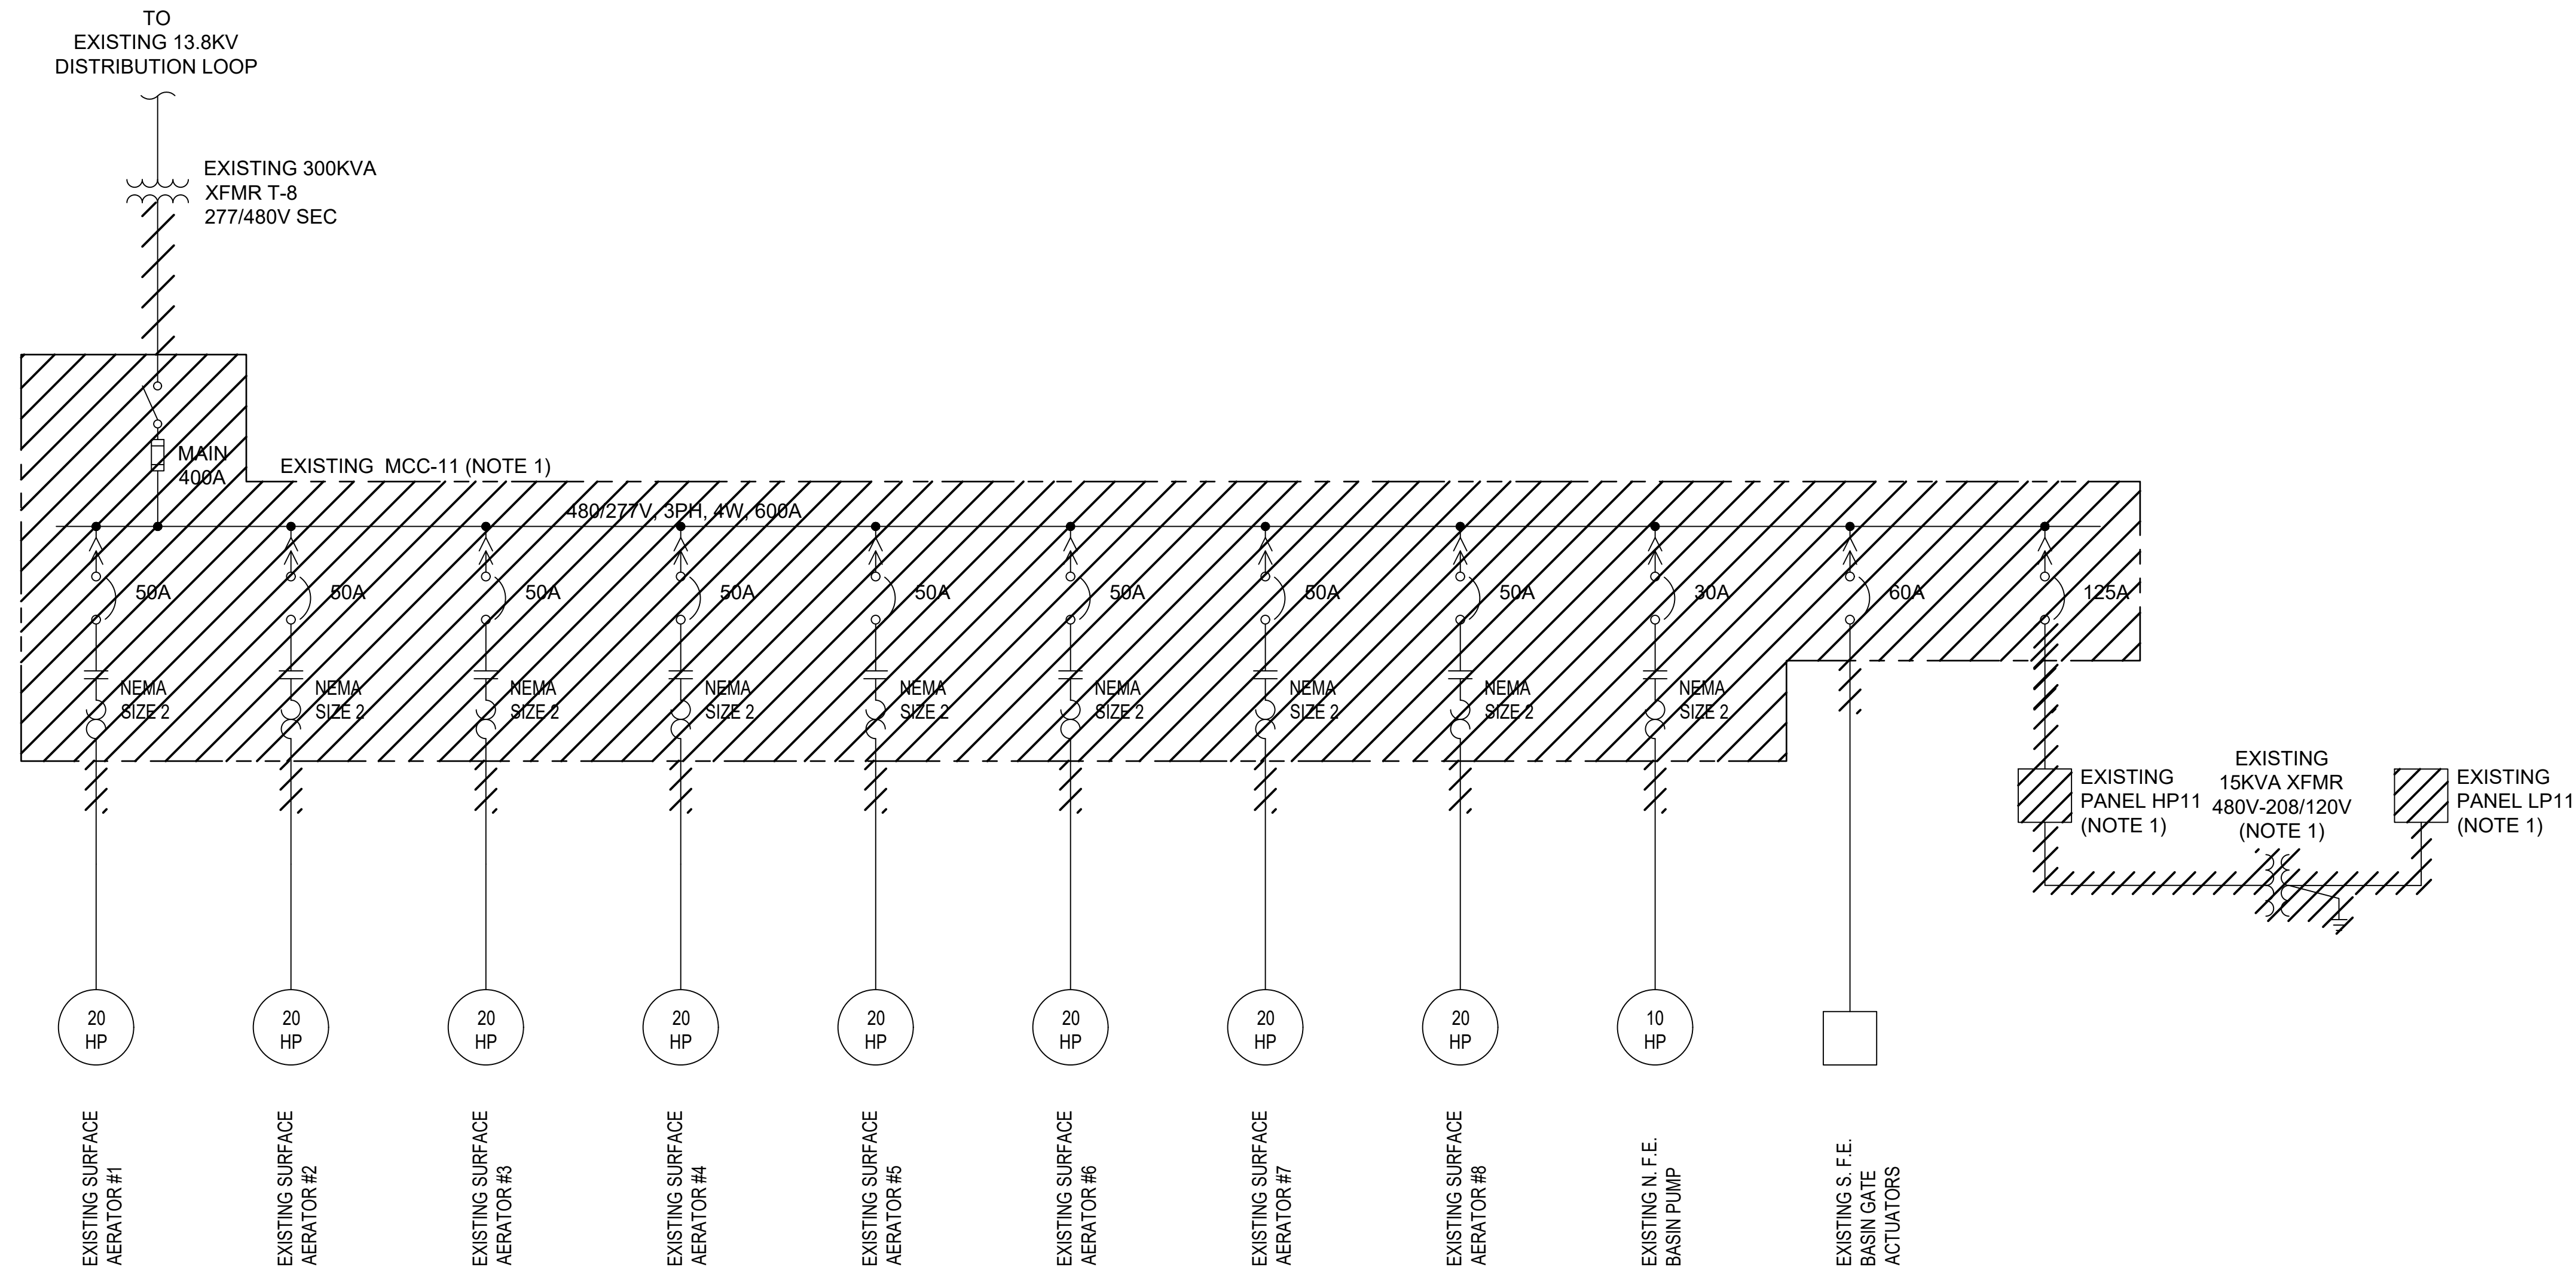 TO
EXISTING 13.8KV
DISTRIBUTION LOOP
EXISTING 300KVA
XFMR T-8
277/480V SEC
MAIN
400A
EXISTING MCC-11 (NOTE 1)
480/277V, 3PH, 4W, 600A
50A
50A
50A
50A
50A
50A
50A
50A
30A
60A
125A
NEMA
SIZE 2
NEMA
SIZE 2
NEMA
SIZE 2
NEMA
SIZE 2
NEMA
SIZE 2
NEMA
SIZE 2
NEMA
SIZE 2
NEMA
SIZE 2
NEMA
SIZE 2
EXISTING
PANEL HP11
(NOTE 1)
EXISTING
15KVA XFMR
480V-208/120V
(NOTE 1)
EXISTING
PANEL LP11
(NOTE 1)
20
HP
20
HP
20
HP
20
HP
20
HP
20
HP
20
HP
20
HP
10
HP
EXISTING SURFACE
AERATOR #1
EXISTING SURFACE
AERATOR #2
EXISTING SURFACE
AERATOR #3
EXISTING SURFACE
AERATOR #4
EXISTING SURFACE
AERATOR #5
EXISTING SURFACE
AERATOR #6
EXISTING SURFACE
AERATOR #7
EXISTING SURFACE
AERATOR #8
EXISTING N. F.E.
BASIN PUMP
EXISTING S. F.E.
BASIN GATE
ACTUATORS